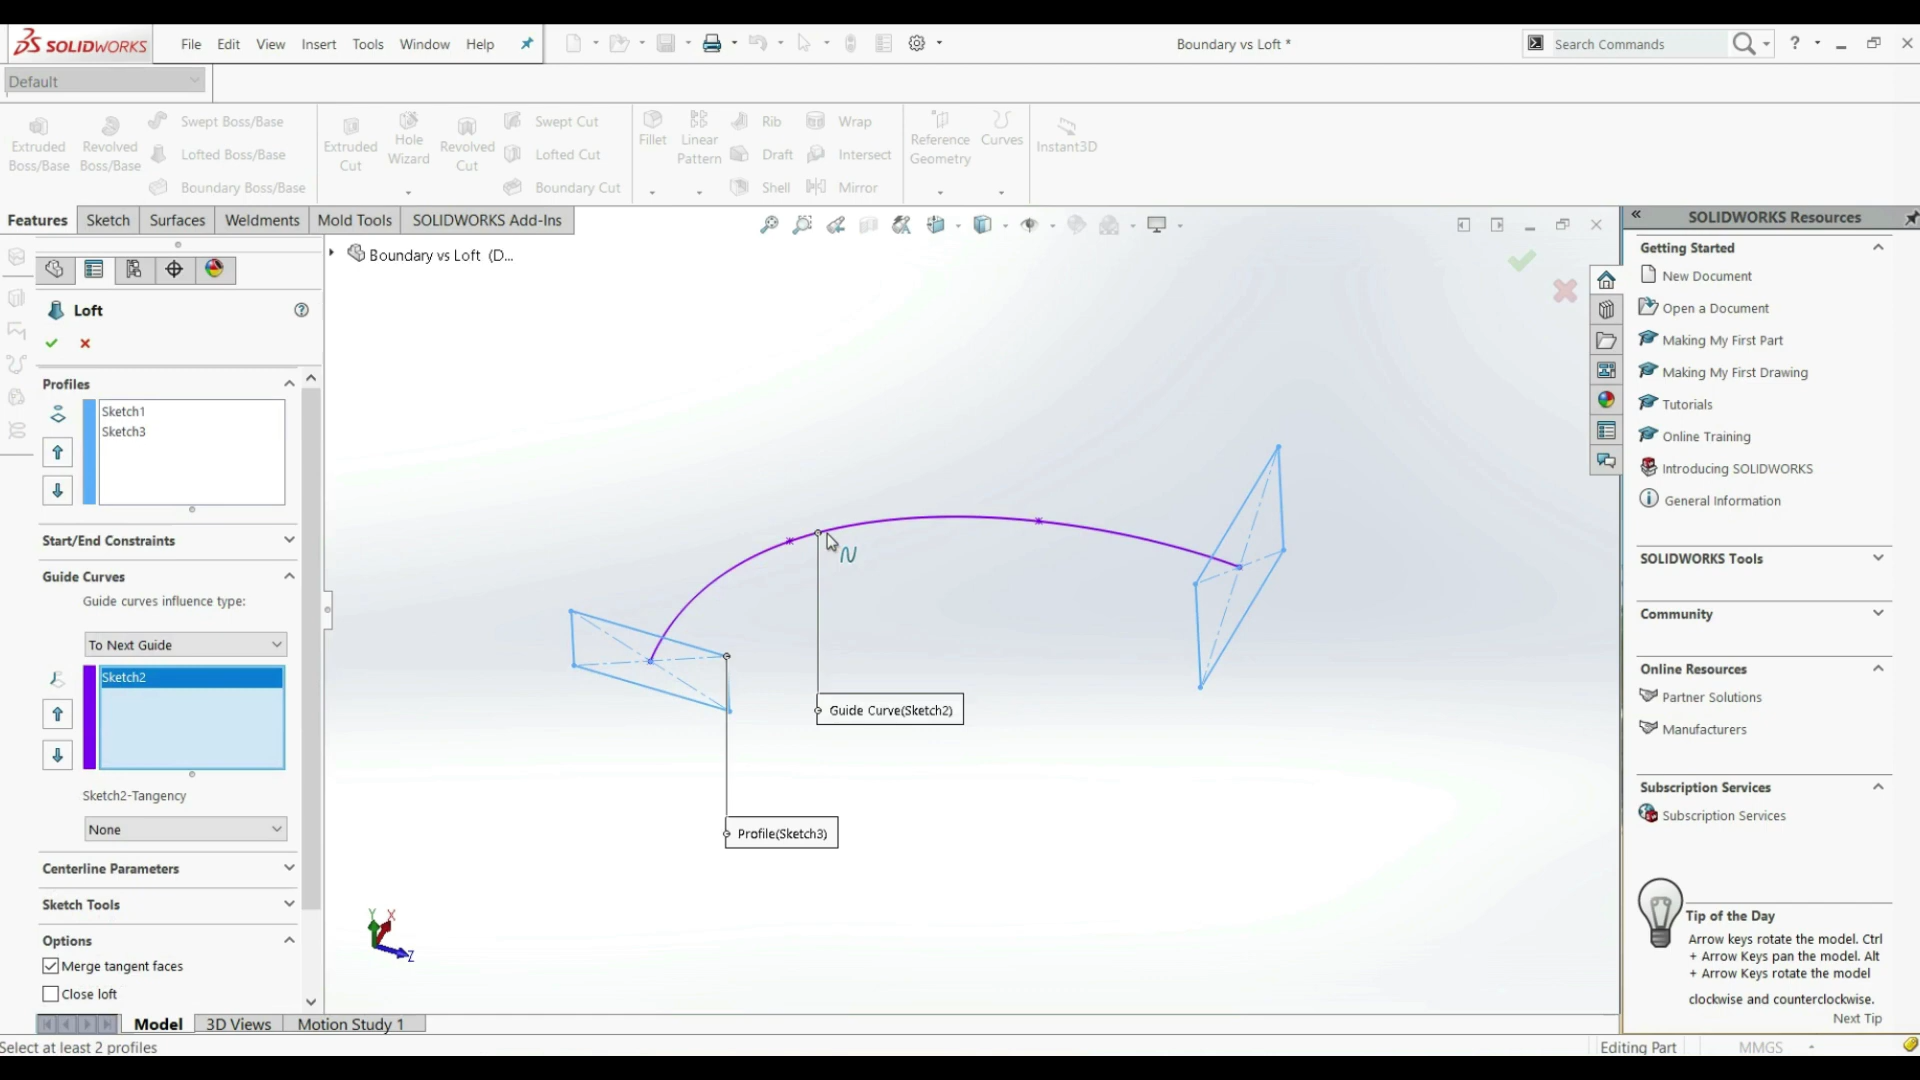 SOLIDWORKS File Edit View Insert Tools Window Help Boundary vs Loft * Search Commands ?
Default
Extruded Boss/Base
Revolved Boss/Base
Swept Boss/Base
Lofted Boss/Base
Boundary Boss/Base
Extruded Cut
Hole Wizard
Revolved Cut
Swept Cut
Lofted Cut
Boundary Cut
Fillet
Linear Pattern
Rib
Draft
Shell
Wrap
Intersect
Mirror
Reference Geometry
Curves
Instant3D
Features Sketch Surfaces Weldments Mold Tools SOLIDWORKS Add-Ins
Boundary vs Loft (D...
Loft
Profiles
Sketch1
Sketch3
Start/End Constraints
Guide Curves
Guide curves influence type:
To Next Guide
Sketch2
Sketch2-Tangency
None
Centerline Parameters
Sketch Tools
Options
Merge tangent faces
Close loft
Guide Curve(Sketch2)
Profile(Sketch3)
Y X
Z
SOLIDWORKS Resources
Getting Started
New Document
Open a Document
Making My First Part
Making My First Drawing
Tutorials
Online Training
Introducing SOLIDWORKS
General Information
SOLIDWORKS Tools
Community
Online Resources
Partner Solutions
Manufacturers
Subscription Services
Subscription Services
Tip of the Day
Arrow keys rotate the model. Ctrl
+ Arrow Keys pan the model. Alt
+ Arrow Keys rotate the model
clockwise and counterclockwise.
Next Tip
Model 3D Views Motion Study 1
Select at least 2 profiles
Editing Part MMGS